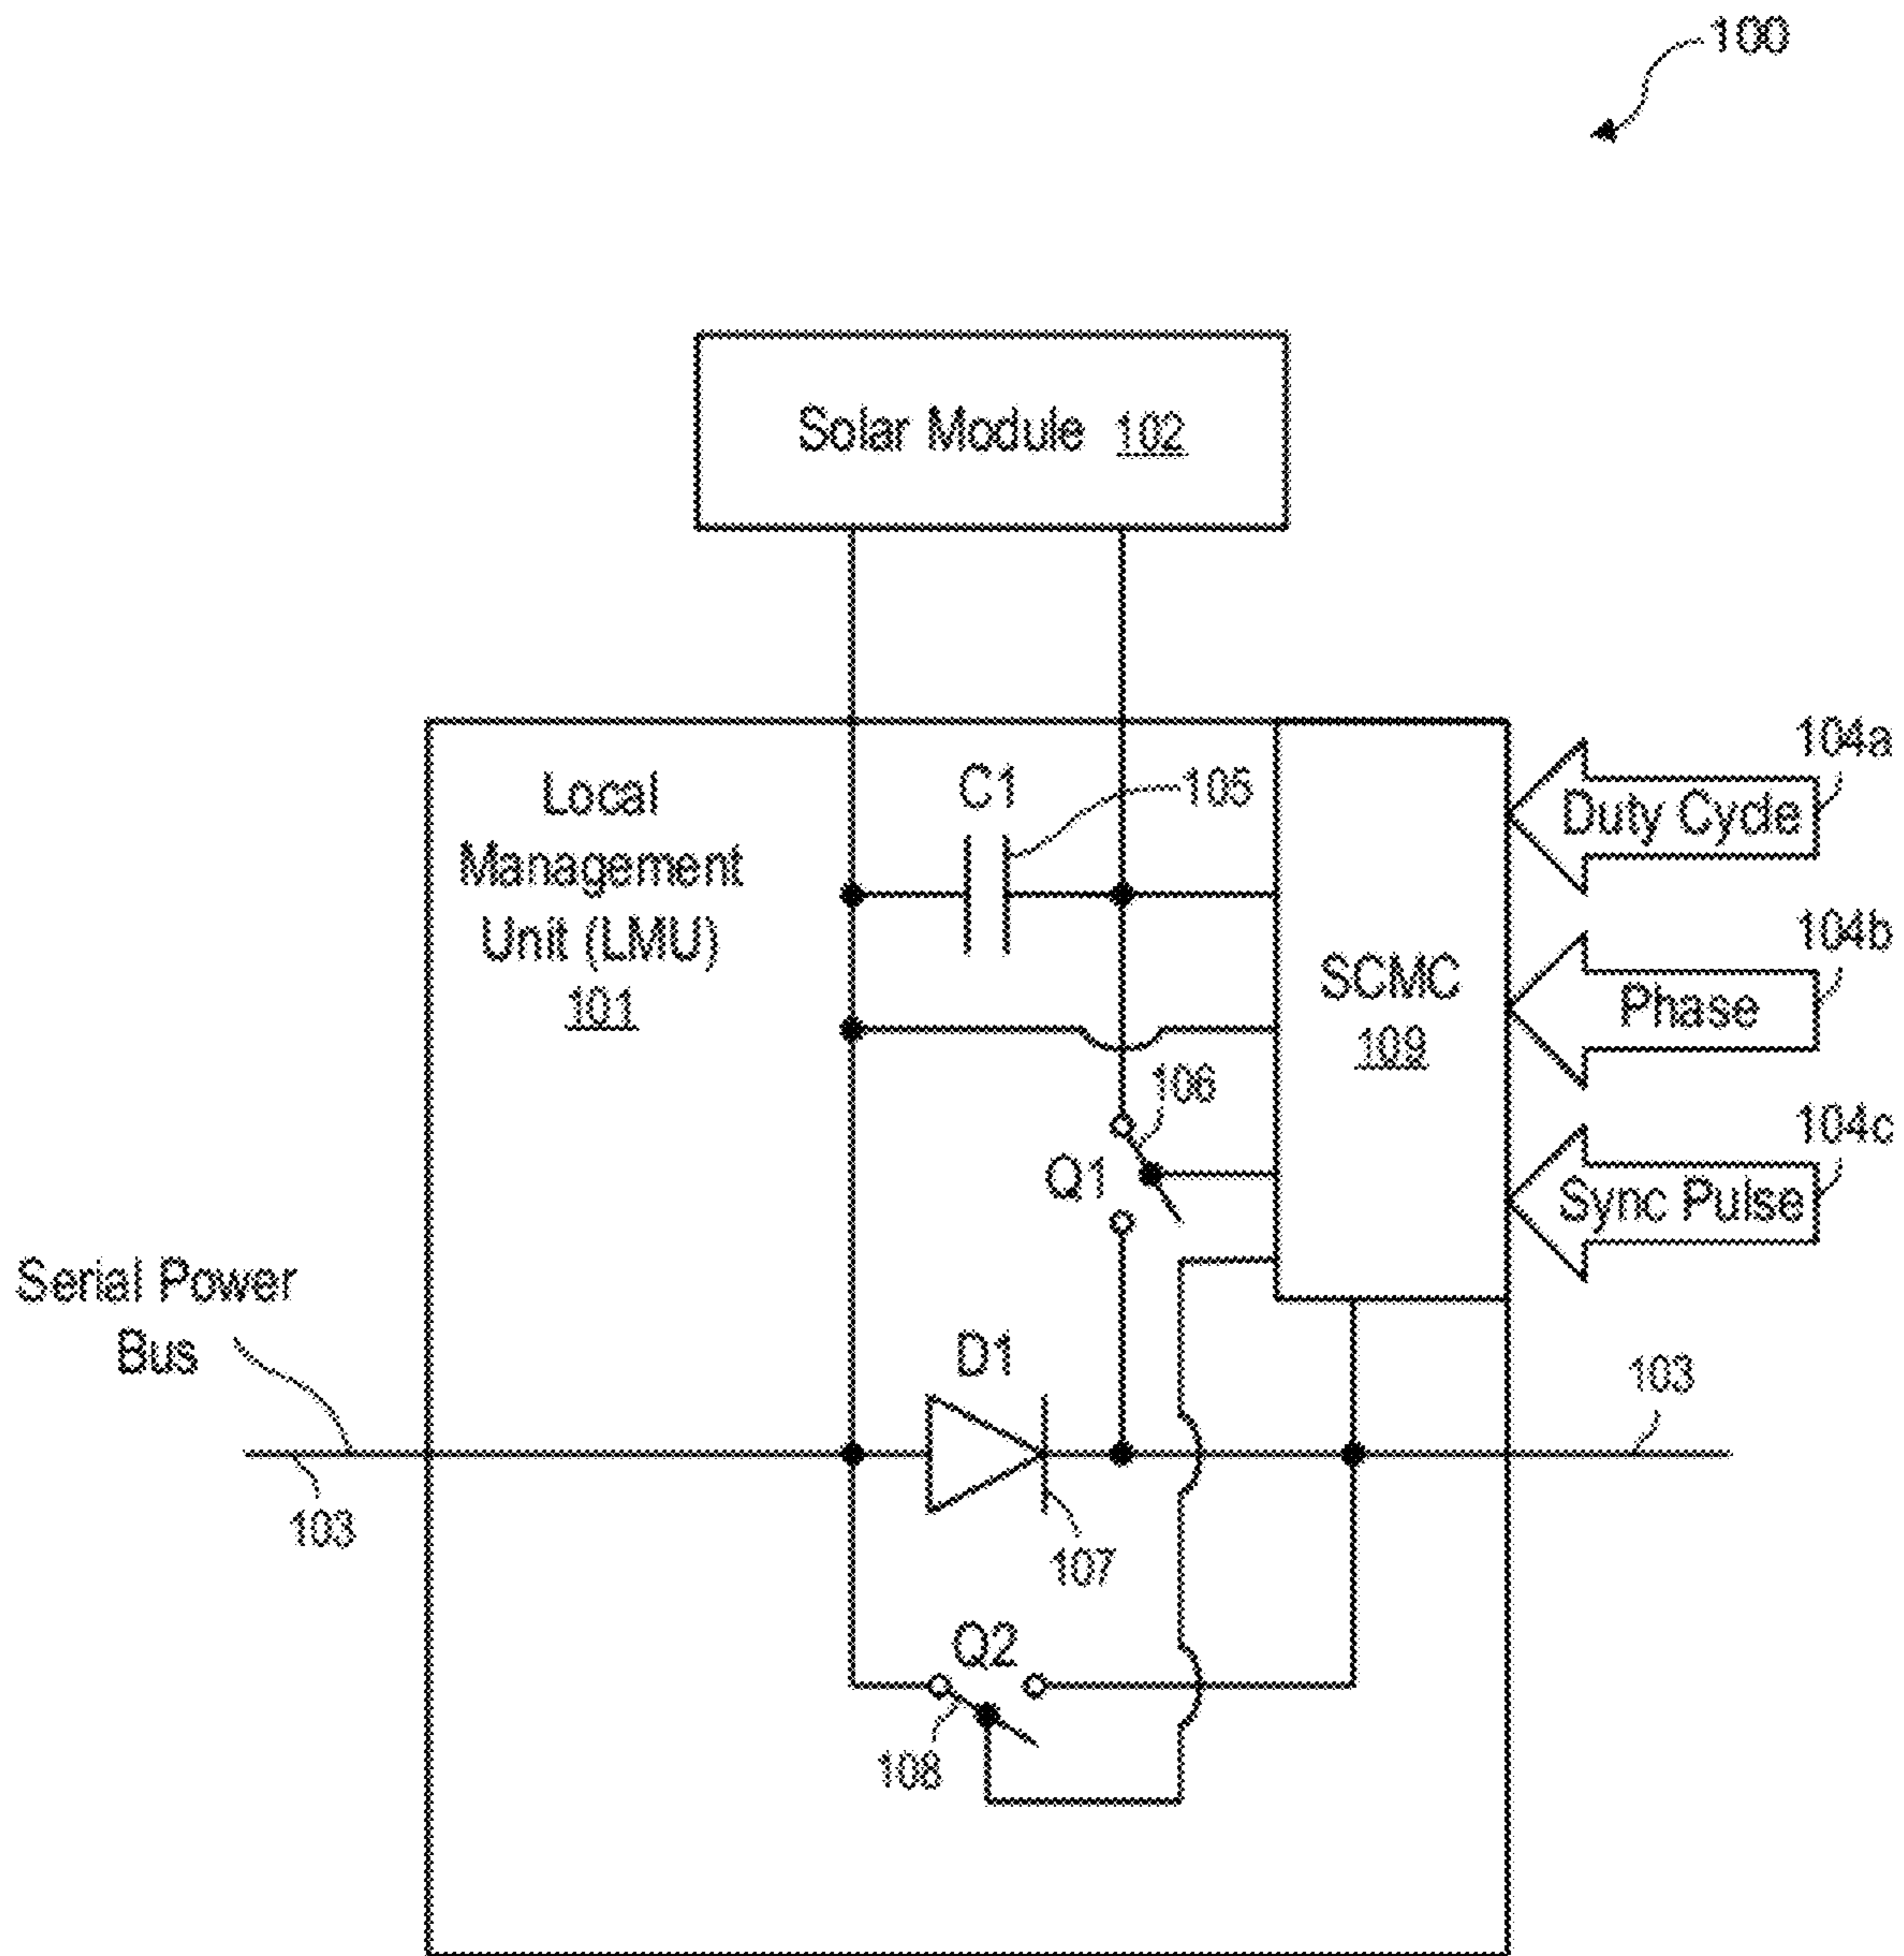 100
Solar Module 102
Local
Management
Unit (LMU)
101
C1
105
SCMC
109
104a
Duty Cycle
104b
Phase
104c
Sync Pulse
106
Q1
Serial Power
Bus
D1
103
103
107
Q2
108